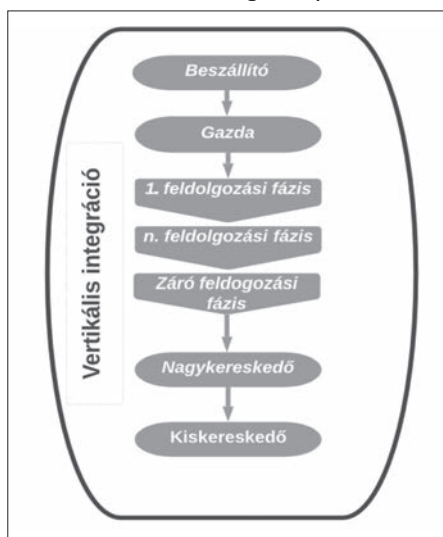 Beszállító
Gazda
Vertikális integráció
1. feldolgozási fázis
n. feldolgozási fázis
Záró feldogozási
fázis
Nagykereskedő
Kiskereskedő